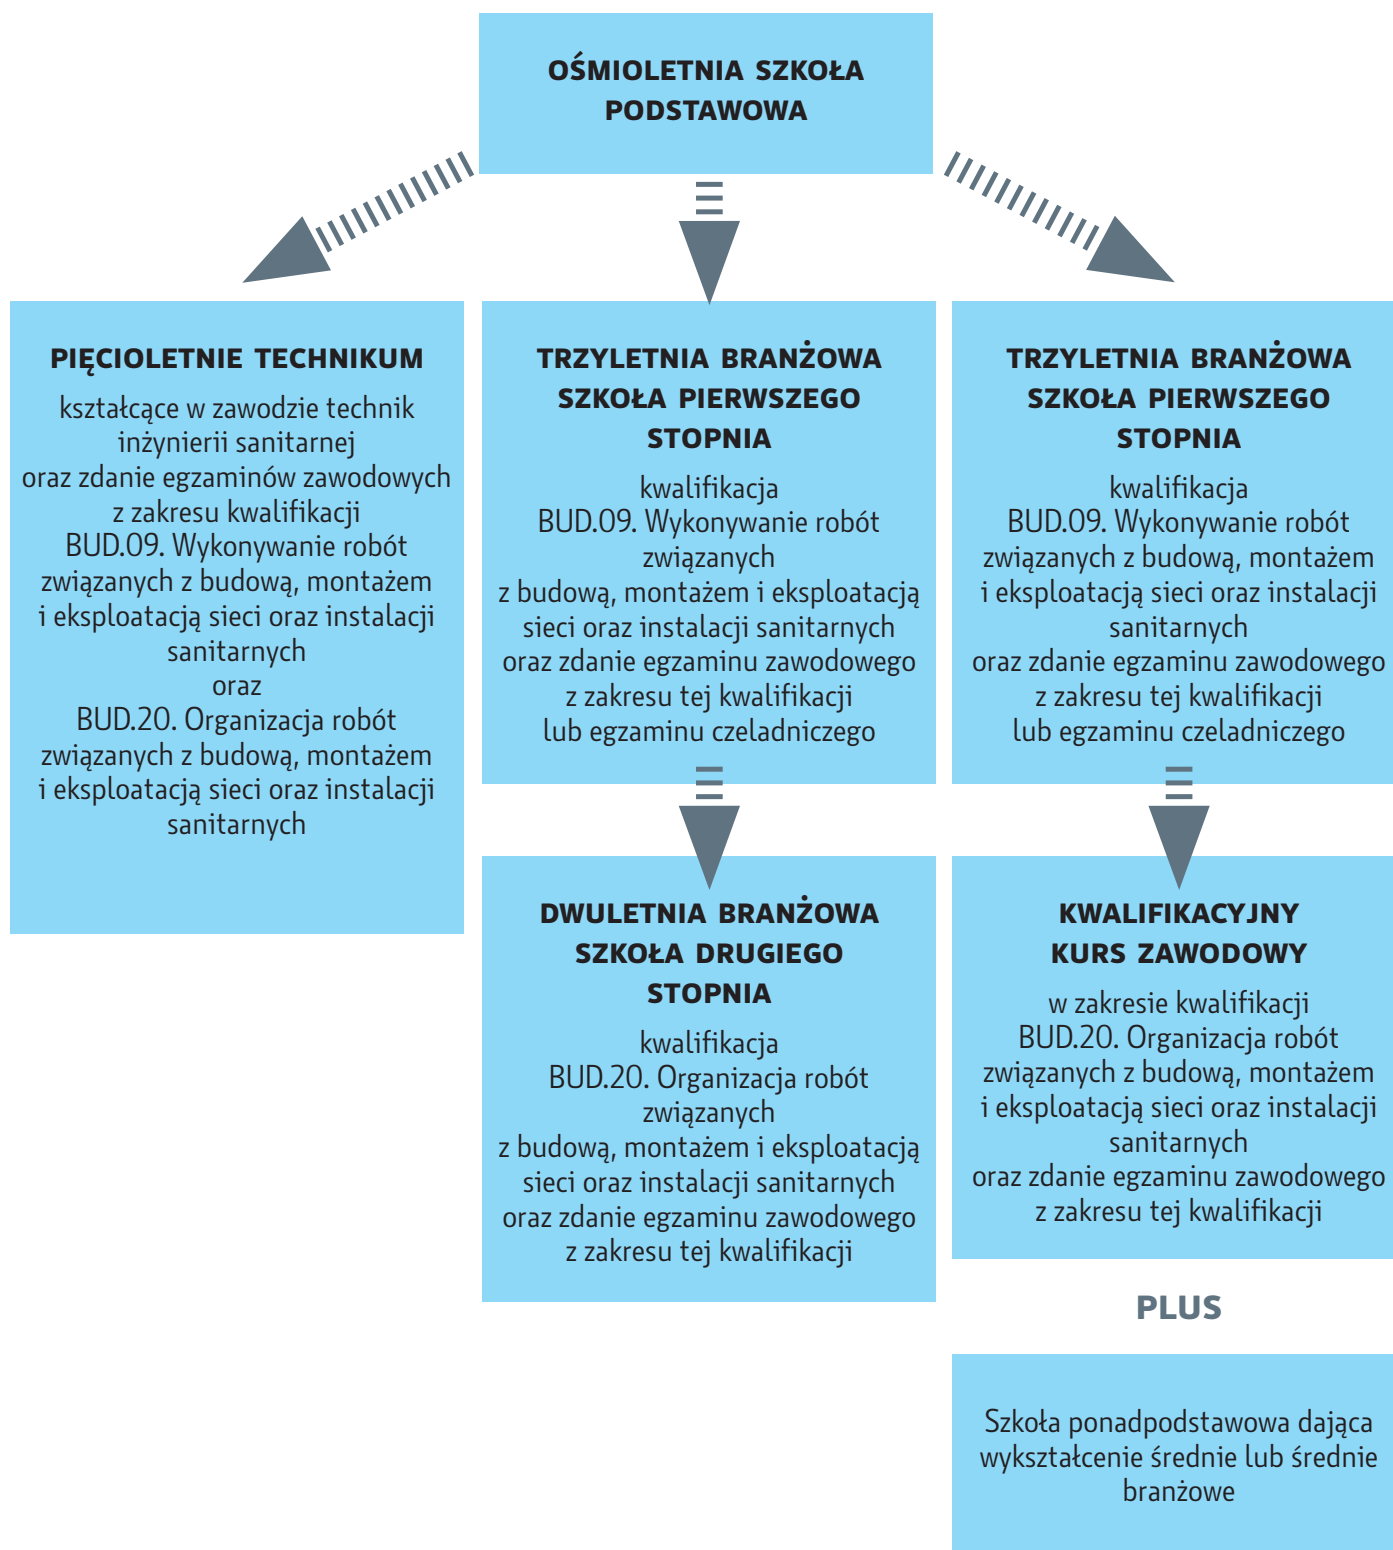 OŚMIOLETNIA SZKOŁA
PODSTAWOWA
PIĘCIOLETNIE TECHNIKUM
kształcące w zawodzie technik
inżynierii sanitarnej
oraz zdanie egzaminów zawodowych
z zakresu kwalifikacji
BUD.09. Wykonywanie robót
związanych z budową, montażem
i eksploatacją sieci oraz instalacji
sanitarnych
oraz
BUD.20. Organizacja robót
związanych z budową, montażem
i eksploatacją sieci oraz instalacji
sanitarnych
TRZYLETNIA BRANŻOWA
SZKOŁA PIERWSZEGO
STOPNIA
kwalifikacja
BUD.09. Wykonywanie robót
związanych
z budową, montażem i eksploatacją
sieci oraz instalacji sanitarnych
oraz zdanie egzaminu zawodowego
z zakresu tej kwalifikacji
lub egzaminu czeladniczego
DWULETNIA BRANŻOWA
SZKOŁA DRUGIEGO
STOPNIA
kwalifikacja
BUD.20. Organizacja robót
związanych
z budową, montażem i eksploatacją
sieci oraz instalacji sanitarnych
oraz zdanie egzaminu zawodowego
z zakresu tej kwalifikacji
TRZYLETNIA BRANŻOWA
SZKOŁA PIERWSZEGO
STOPNIA
kwalifikacja
BUD.09. Wykonywanie robót
związanych z budową, montażem
i eksploatacją sieci oraz instalacji
sanitarnych
oraz zdanie egzaminu zawodowego
z zakresu tej kwalifikacji
lub egzaminu czeladniczego
KWALIFIKACYJNY
KURS ZAWODOWY
w zakresie kwalifikacji
BUD.20. Organizacja robót
związanych z budową, montażem
i eksploatacją sieci oraz instalacji
sanitarnych
oraz zdanie egzaminu zawodowego
z zakresu tej kwalifikacji
PLUS
Szkoła ponadpodstawowa dająca
wykształcenie średnie lub średnie
branżowe